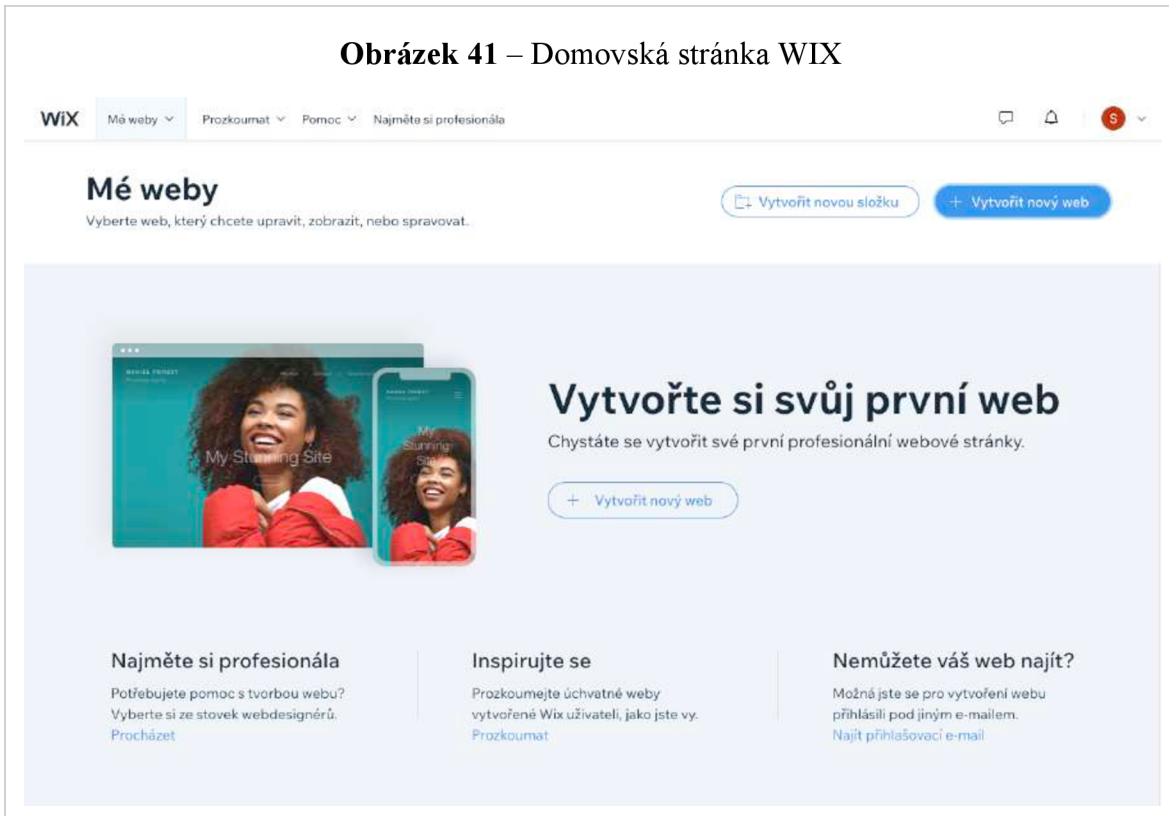 Obrázek 41 – Domovská stránka WIX
WiX Mé weby Prozkoumat Pomoc Najměte si profesionála S
Mé weby
Vyberte web, který chcete upravit, zobrazit, nebo spravovat.
Vytvořit novou složku
+ Vytvořit nový web
My Stunning Site
My
Stunning
Site
Vytvořte si svůj první web
Chystáte se vytvořit své první profesionální webové stránky.
+ Vytvořit nový web
Najměte si profesionála
Potřebujete pomoc s tvorbou webu?
Vyberte si ze stovek webdesignérů.
Procházet
Inspirujte se
Prozkoumejte úchvatné weby
vytvořené Wix uživateli, jako jste vy.
Prozkoumat
Nemůžete váš web najít?
Možná jste se pro vytvoření webu
přihlásili pod jiným e-mailem.
Najít přihlašovací e-mail